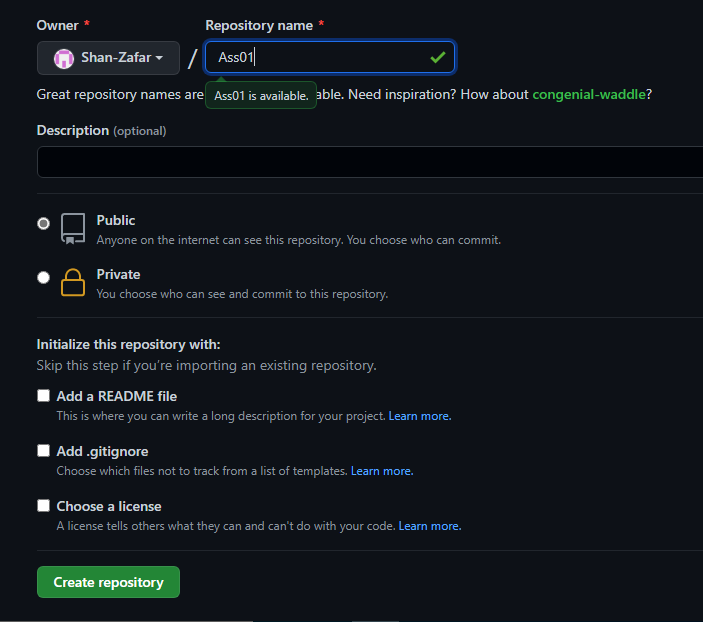 Owner * Repository name *
Shan-Zafar / Ass01
Great repository names are able. Need inspiration? How about congenial-waddle?
Ass01 is available.
Description (optional)
Public
Anyone on the internet can see this repository. You choose who can commit.
Private
You choose who can see and commit to this repository.
Initialize this repository with:
Skip this step if you’re importing an existing repository.
Add a README file
This is where you can write a long description for your project. Learn more.
Add .gitignore
Choose which files not to track from a list of templates. Learn more.
Choose a license
A license tells others what they can and can't do with your code. Learn more.
Create repository